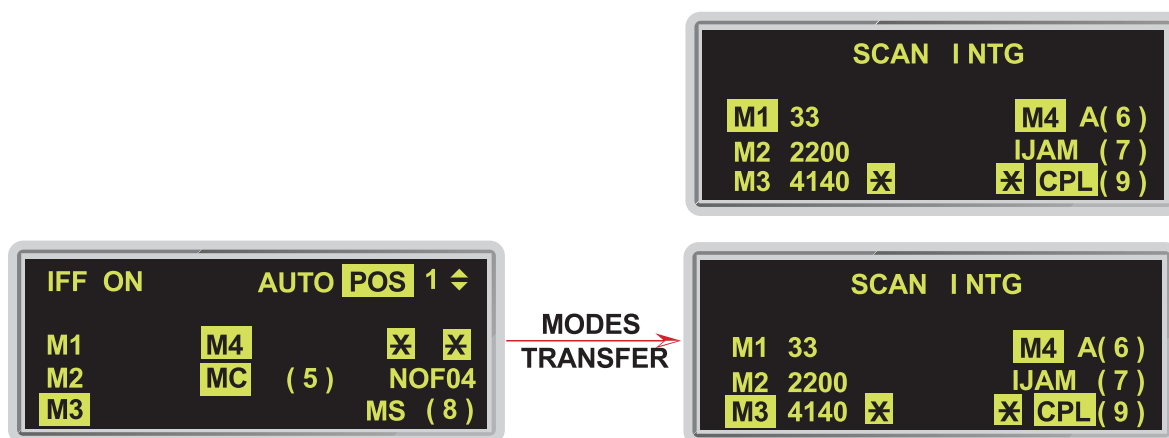 SCAN INTG
M1 33 M4 A( 6 )
M2 2200 IJAM ( 7 )
M3 4140 * * CPL ( 9 )
IFF ON AUTO POS 1
M1 M4 * *
M2 MC ( 5 ) NOF04
M3 MS ( 8 )
MODES
TRANSFER
SCAN INTG
M1 33 M4 A( 6 )
M2 2200 IJAM ( 7 )
M3 4140 * * CPL ( 9 )